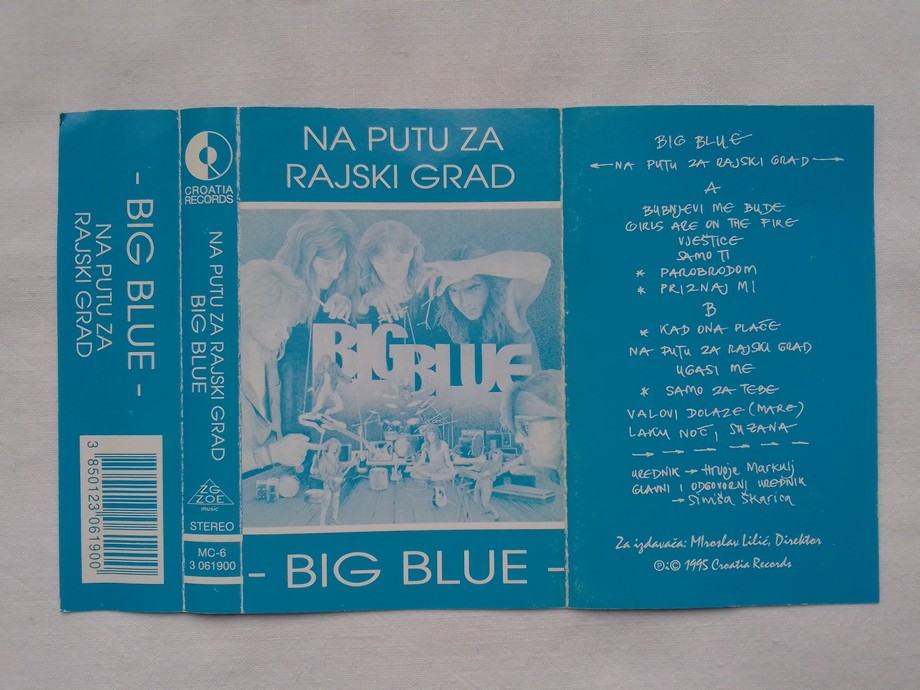 - BIG BLUE -
NA PUTU ZA
RAJSKI GRAD
3 850123 061900
CROATIA
RECORDS
NA PUTU ZA RAJSKI GRAD
BIG BLUE
ZG
ZOE
music
STEREO
MC-6
3 061900
NA PUTU ZA
RAJSKI GRAD
BIG BLUE
- BIG BLUE -
BIG BLUE
←NA PUTU ZA RAJSKI GRAD→
A
BUBNJEVI ME BUDE
GIRLS ARE ON THE FIRE
VJEŠTICE
SAMO TI
* PAROBRODOM
* PRIZNAJ MI
B
* KAD ONA PLAČE
NA PUTU ZA RAJSKI GRAD
UGASI ME
* SAMO ZA TEBE
VALOVI DOLAZE (MARE)
LAKU NOĆ, SUZANA
UREDNIK → Hrvoje Markulj
GLAVNI I ODGOVORNI UREDNIK
→ Siniša Škarica
Za izdavača: MIroslav Lilić, Direktor
℗ i © 1995 Croatia Records